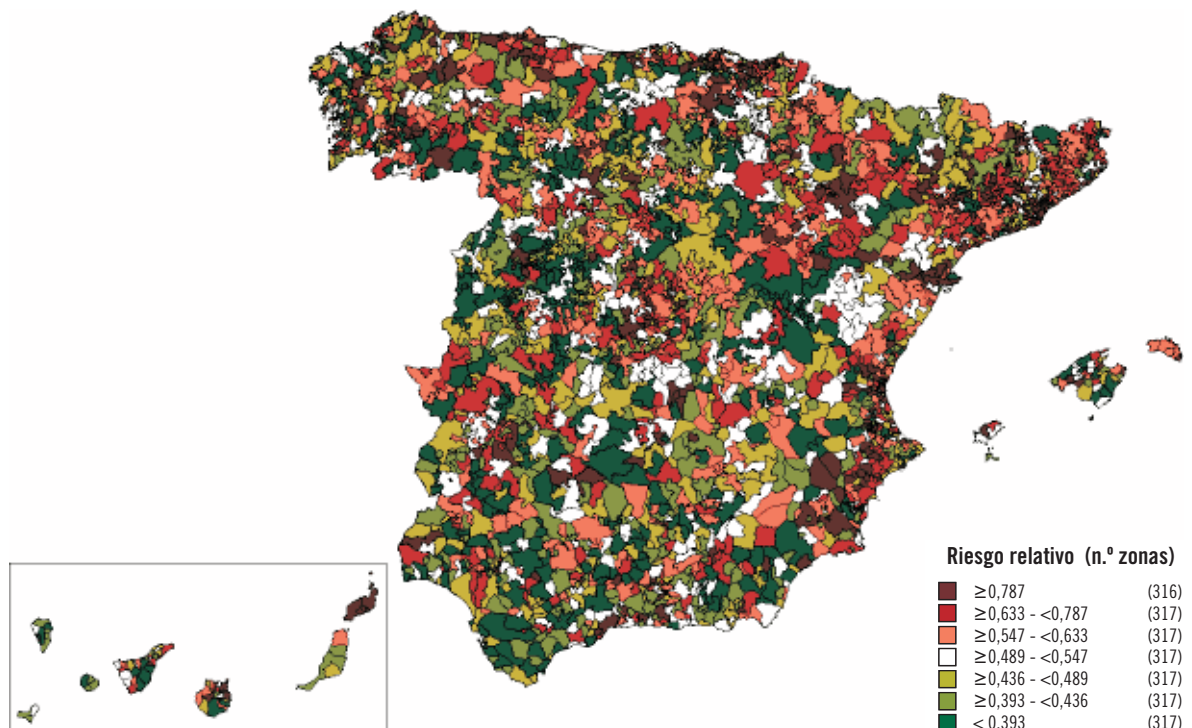 Riesgo relativo (n.º zonas)
≥0,787 (316)
≥0,633 - <0,787 (317)
≥0,547 - <0,633 (317)
≥0,489 - <0,547 (317)
≥0,436 - <0,489 (317)
≥0,393 - <0,436 (317)
< 0,393 (317)